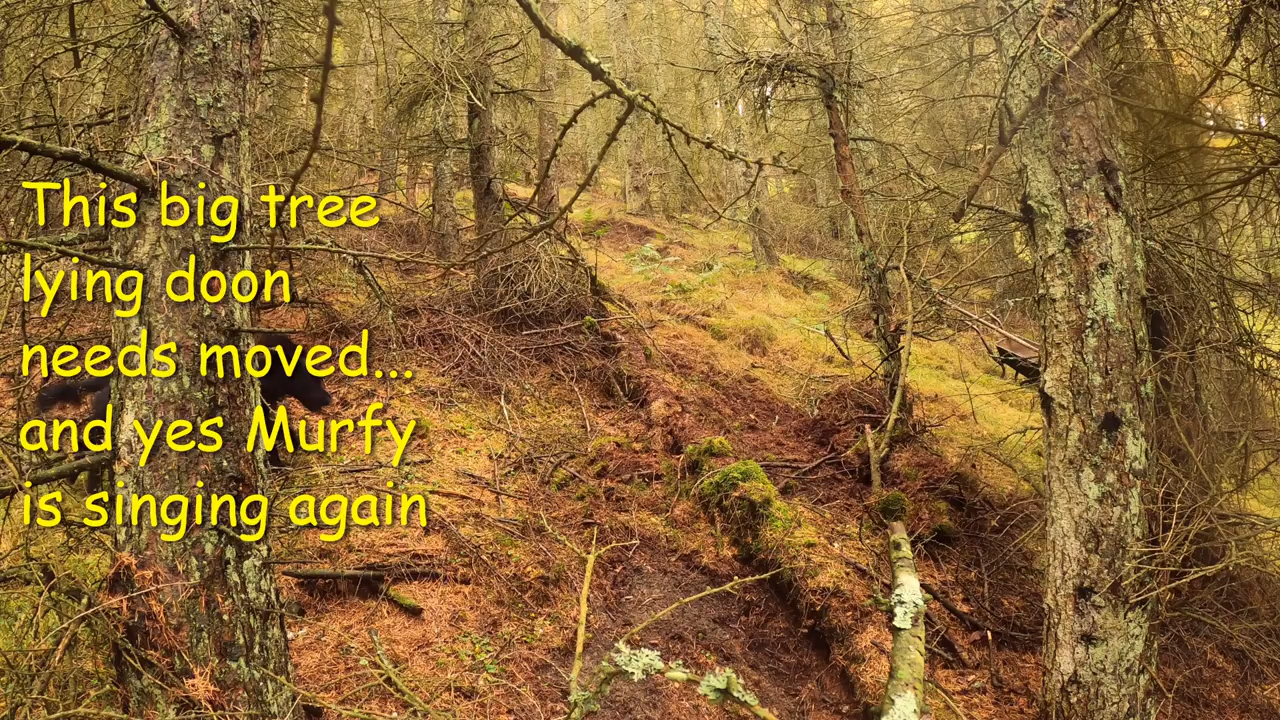 This big tree
lying doon
needs moved...
and yes Murfy
is singing again